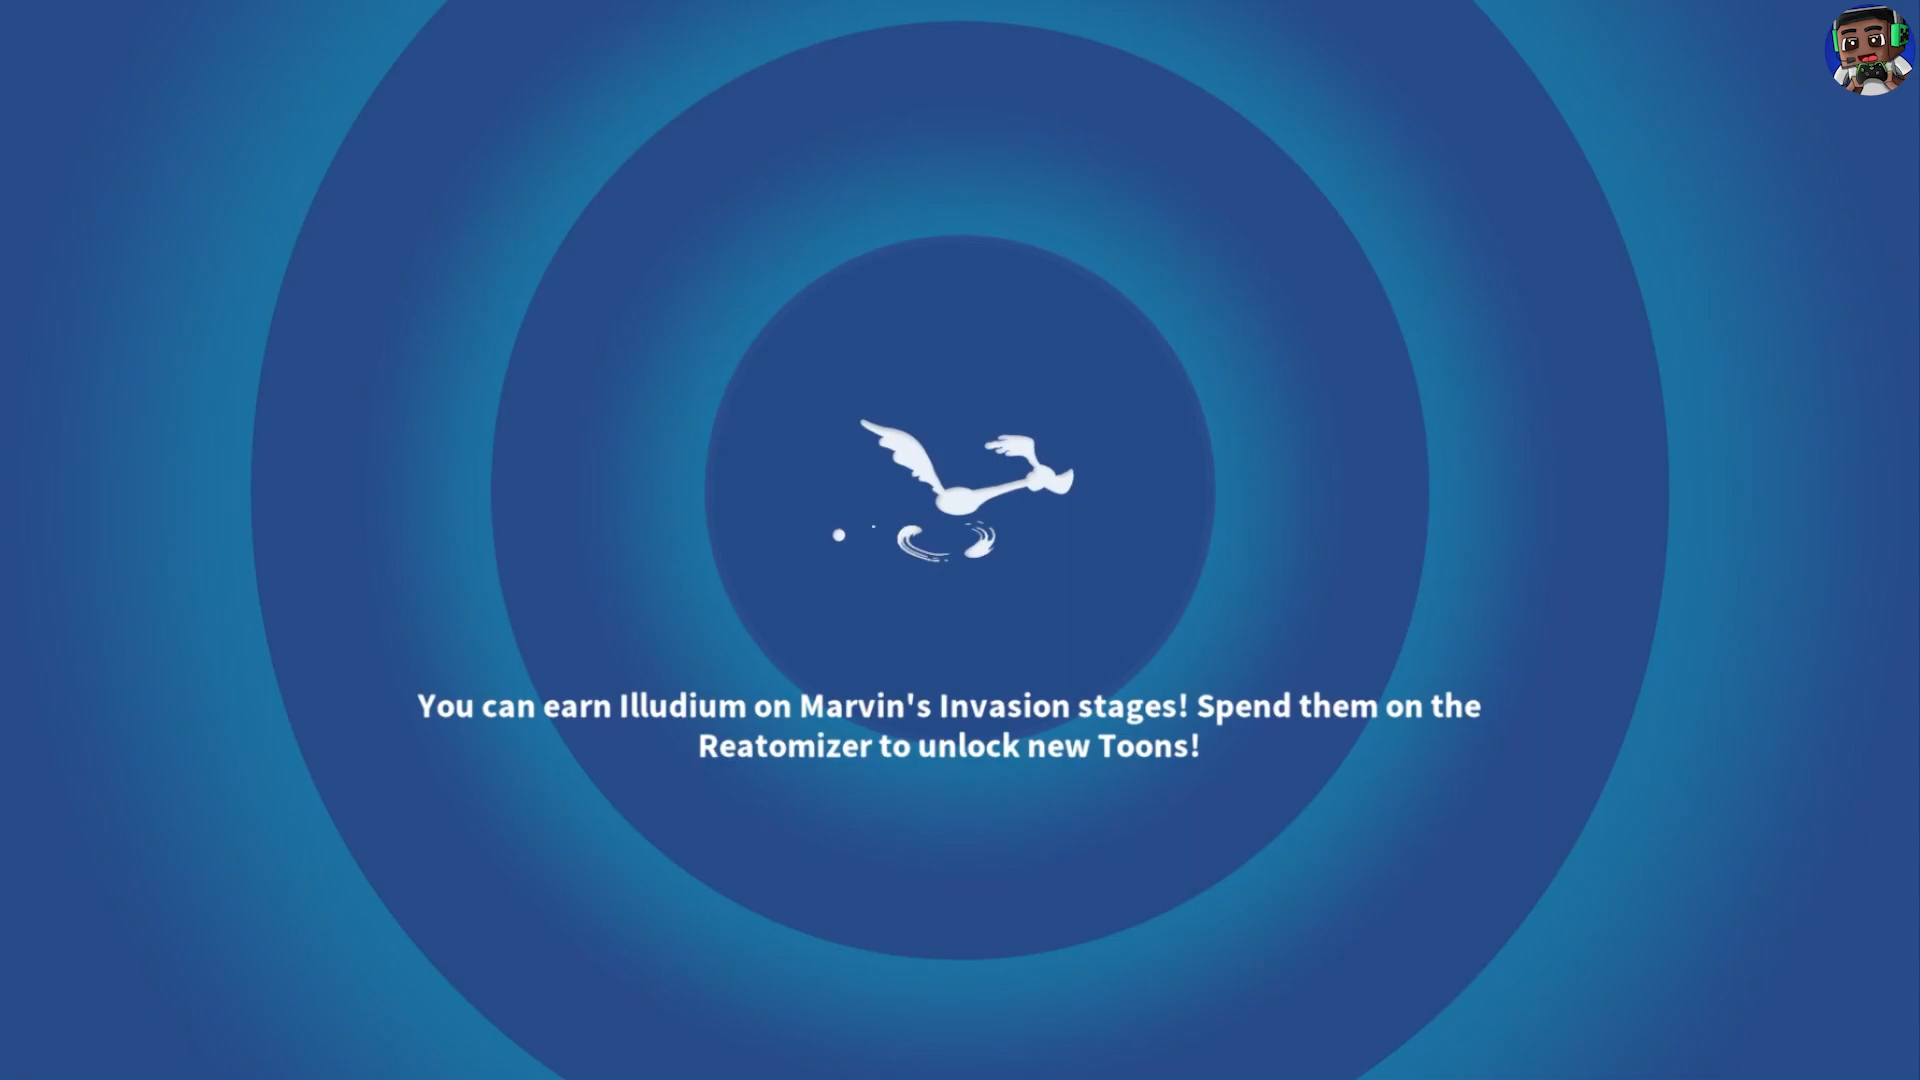 You can earn Illudium on Marvin's Invasion stages! Spend them on the
Reatomizer to unlock new Toons!